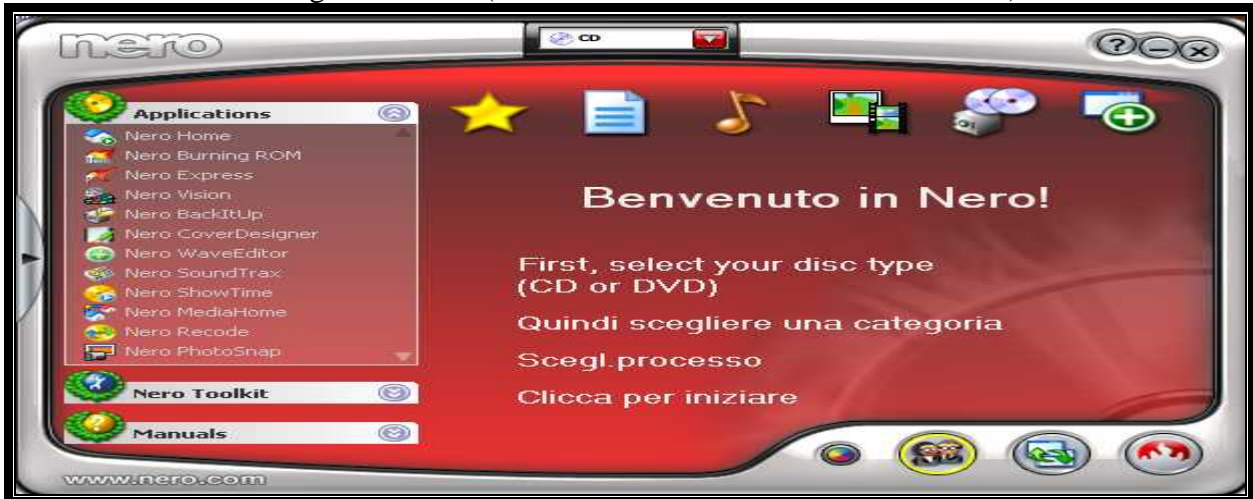 nero
CD
Applications
Nero Home
Nero Burning ROM
Nero Express
Nero Vision
Nero BackItUp
Nero CoverDesigner
Nero WaveEditor
Nero SoundTrax
Nero ShowTime
Nero MediaHome
Nero Recode
Nero PhotoSnap
Nero Toolkit
Manuals
Benvenuto in Nero!
First, select your disc type
(CD or DVD)
Quindi scegliere una categoria
Scegl.processo
Clicca per iniziare
www.nero.com